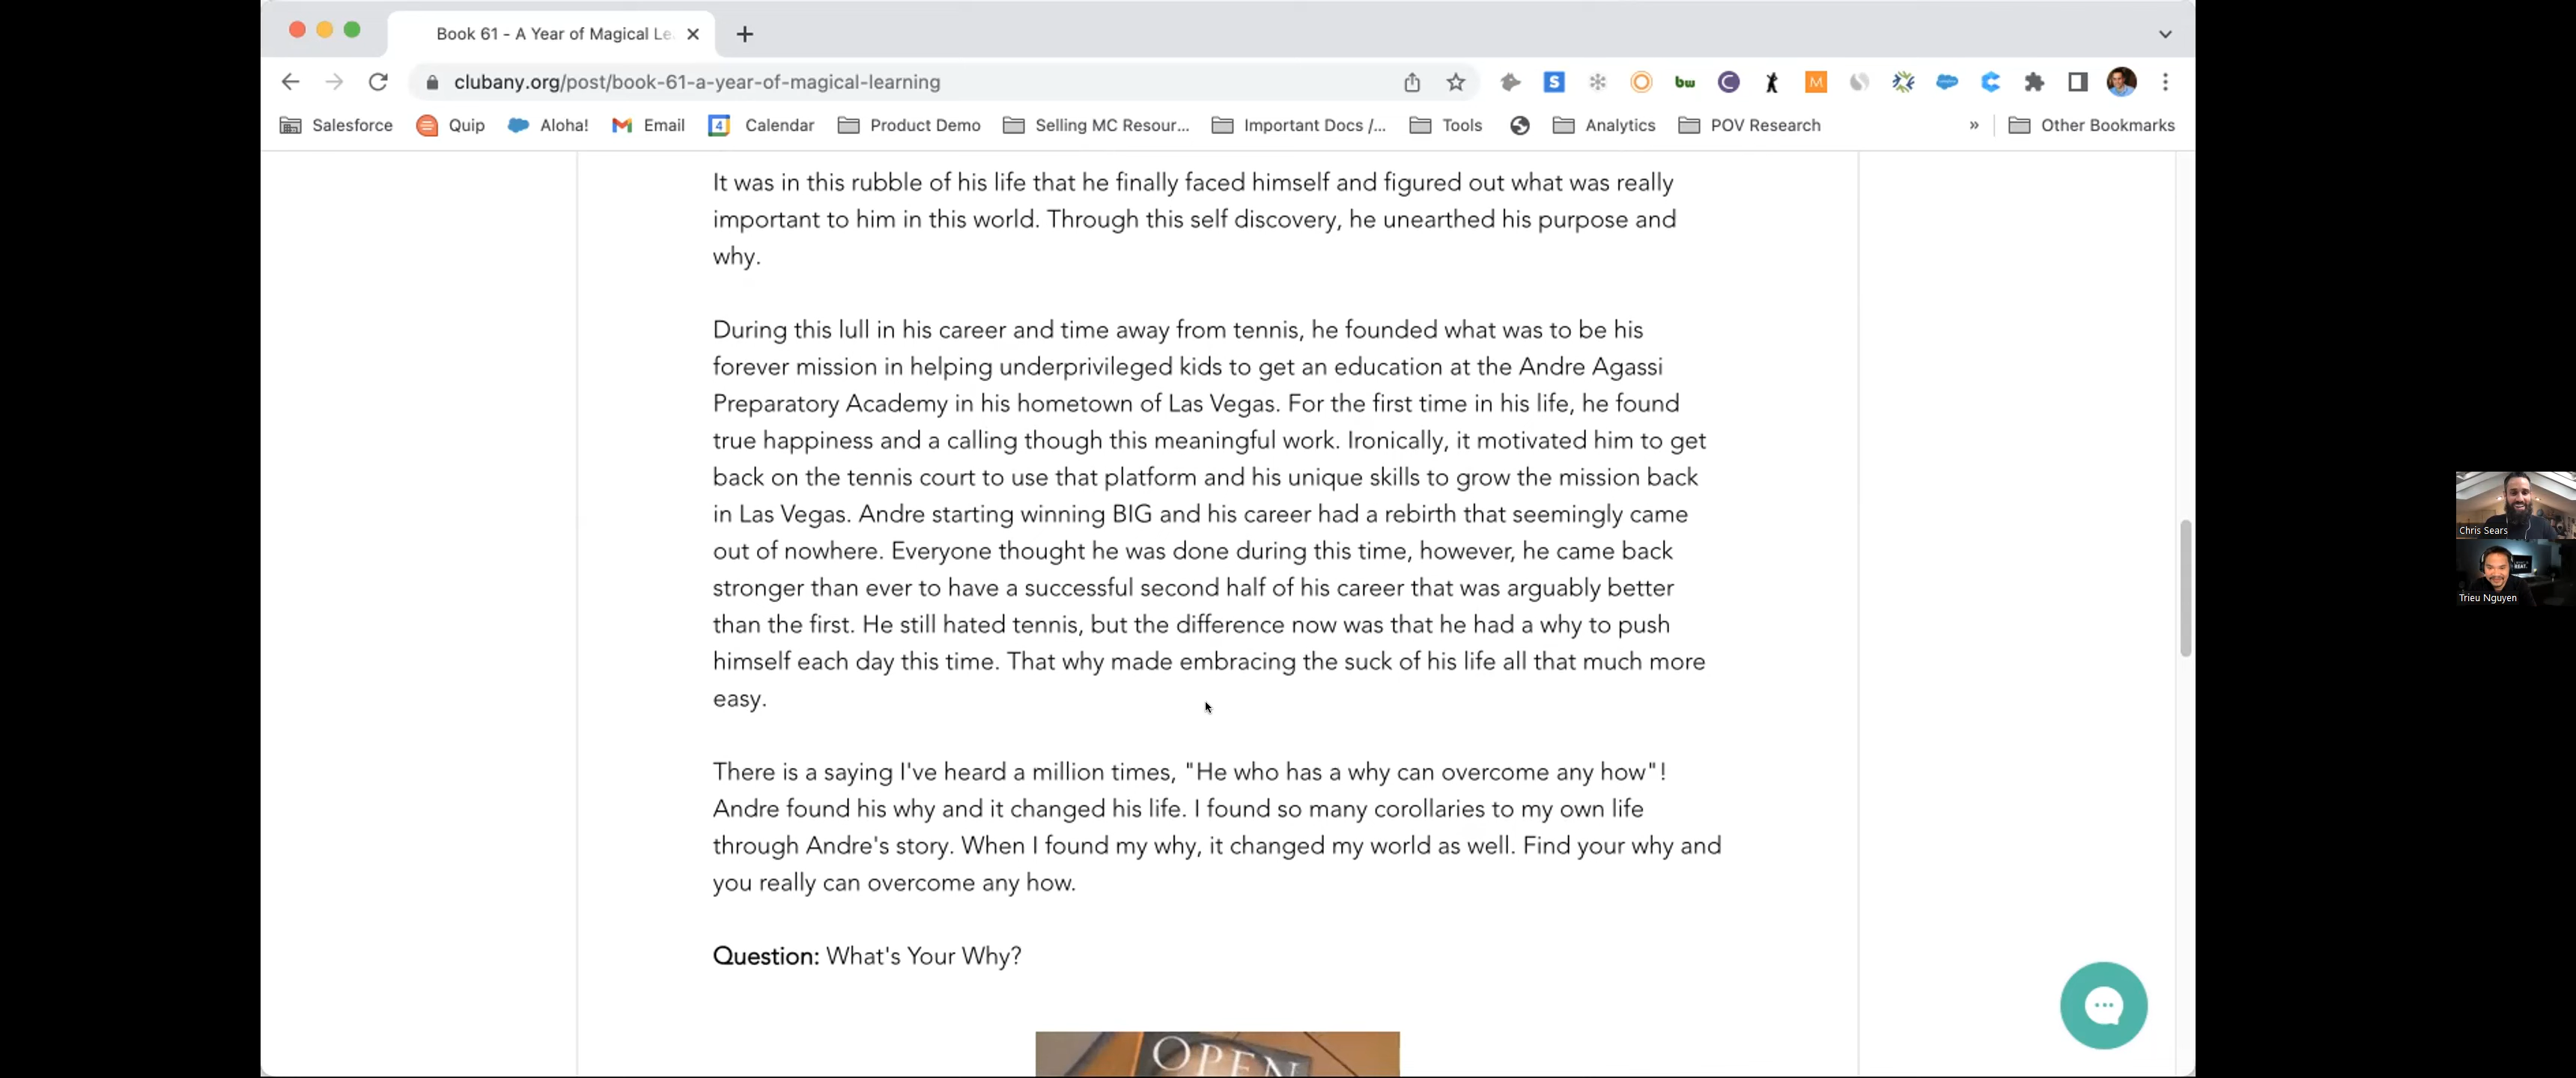 Book 61 - A Year of Magical Le
clubany.org/post/book-61-a-year-of-magical-learning
S
bw
M
Salesforce Quip Aloha! 4 Calendar Email Product Demo Selling MC Resour... Important Docs /... Tools Analytics POV Research » Other Bookmarks
It was in this rubble of his life that he finally faced himself and figured out what was really
important to him in this world. Through this self discovery, he unearthed his purpose and
why.
During this lull in his career and time away from tennis, he founded what was to be his
forever mission in helping underprivileged kids to get an education at the Andre Agassi
Preparatory Academy in his hometown of Las Vegas. For the first time in his life, he found
true happiness and a calling though this meaningful work. Ironically, it motivated him to get
back on the tennis court to use that platform and his unique skills to grow the mission back
in Las Vegas. Andre starting winning BIG and his career had a rebirth that seemingly came
out of nowhere. Everyone thought he was done during this time, however, he came back
stronger than ever to have a successful second half of his career that was arguably better
than the first. He still hated tennis, but the difference now was that he had a why to push
himself each day this time. That why made embracing the suck of his life all that much more
easy.
There is a saying I've heard a million times, "He who has a why can overcome any how"!
Andre found his why and it changed his life. I found so many corollaries to my own life
through Andre's story. When I found my why, it changed my world as well. Find your why and
you really can overcome any how.
Question: What's Your Why?
OPEN
Chris Sears
Trieu Nguyen